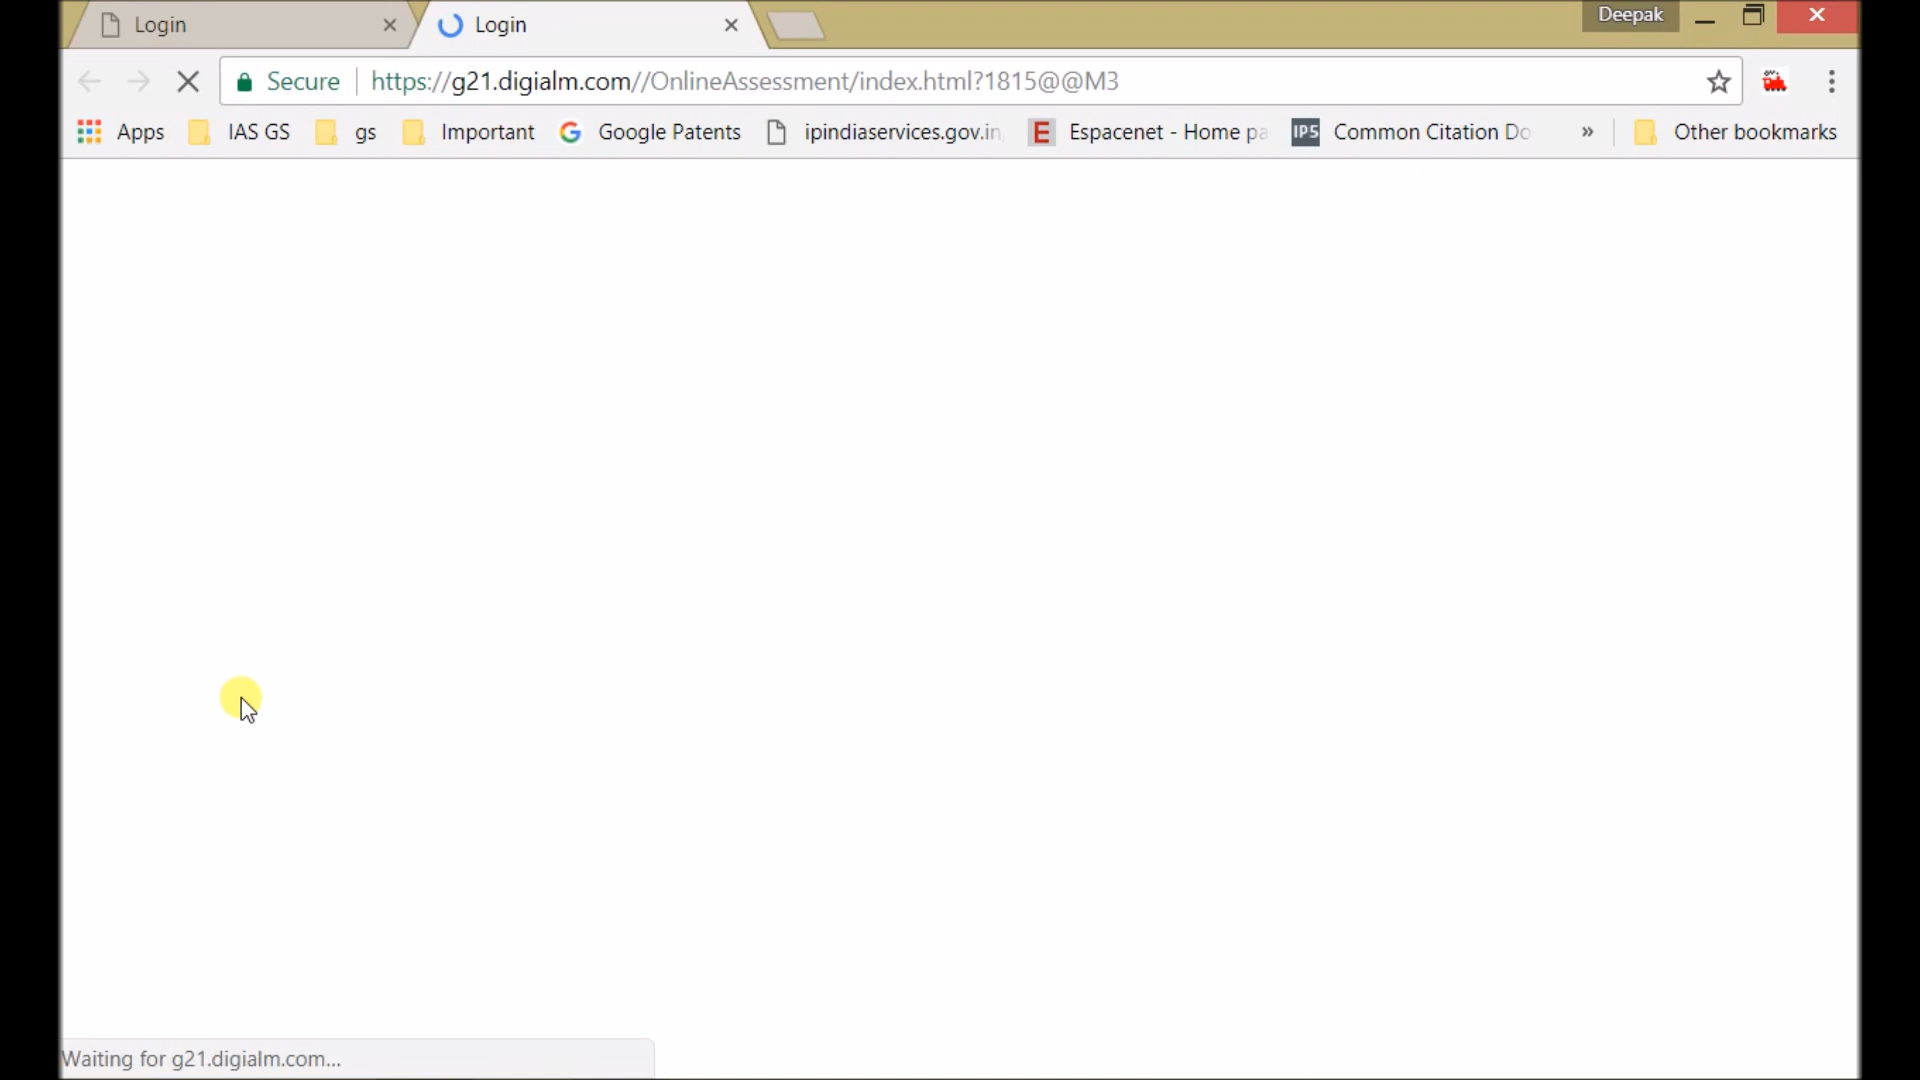 Login
Login
Deepak
Secure
https://g21.digialm.com//OnlineAssessment/index.html?1815@@M3
Apps
IAS GS
gs
Important
Google Patents
ipindiaservices.gov.in
E
Espacenet - Home pa
IP5
Common Citation Do
»
Other bookmarks
Waiting for g21.digialm.com...